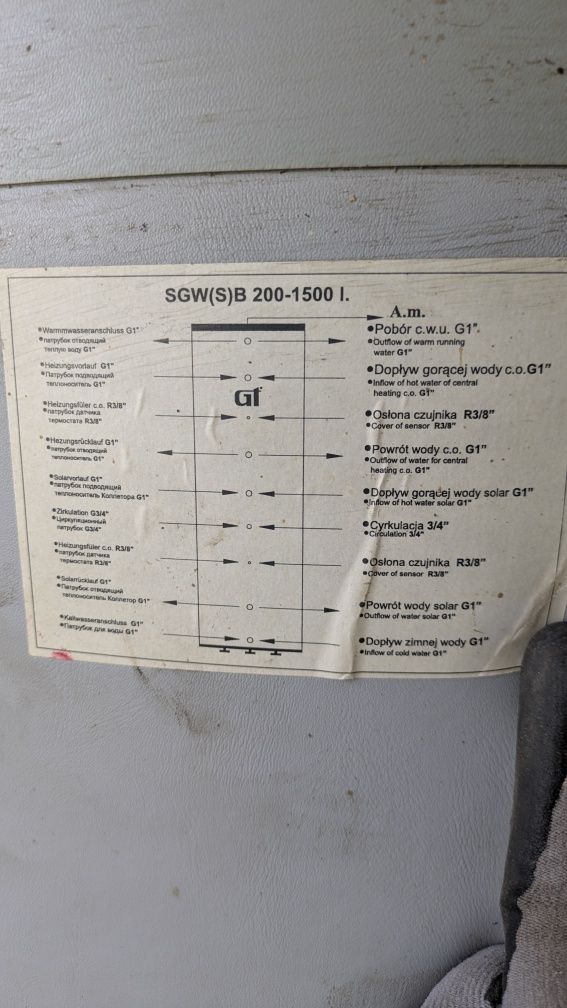 SGW(S)B 200-1500 l.
A.m.
•Warmmwasseranschluss G1"
•патрубок отводящий
теплую воду G1"
•Pobór c.w.u. G1".
•Outflow of warm running
water G1"
•Heizungsvorlauf G1"
•Патрубок подводящий
теплоноситель G1"
•Dopływ gorącej wody c.o.G1"
•Inflow of hot water of central
heating c.o. G1"
Gf
•Heizungsfüler c.o. R3/8"
•патрубок датчика
термостата R3/8"
•Osłona czujnika R3/8"
•Cover of sensor R3/8"
•Hezungsrücklauf G1"
•патрубок отводящий
теплоноситель G1"
•Powrót wody c.o. G1"
•Outflow of water for central
heating c.o. G1"
•Solarvorlauf G1"
•патрубок подводящий
теплоноситель Коллетора G1"
•Dopływ gorącej wody solar G1"
•Inflow of hot water solar G1"
•Zirkulation G3/4"
•Циркуляционный
патрубок G3/4"
•Cyrkulacja 3/4"
•Circulation 3/4"
•Heizungsfüler c.o. R3/8"
•патрубок датчика
термостата R3/8"
•Osłona czujnika R3/8"
•Cover of sensor R3/8"
•Solarrücklauf G1"
•Патрубок отводящий
теплоноситель Коллетор G1"
•Powrót wody solar G1"
•Outflow of water solar G1"
•Kaltwasseranschluss G1"
•Патрубок для воды G1"
•Dopływ zimnej wody G1"
•Inflow of cold water G1"